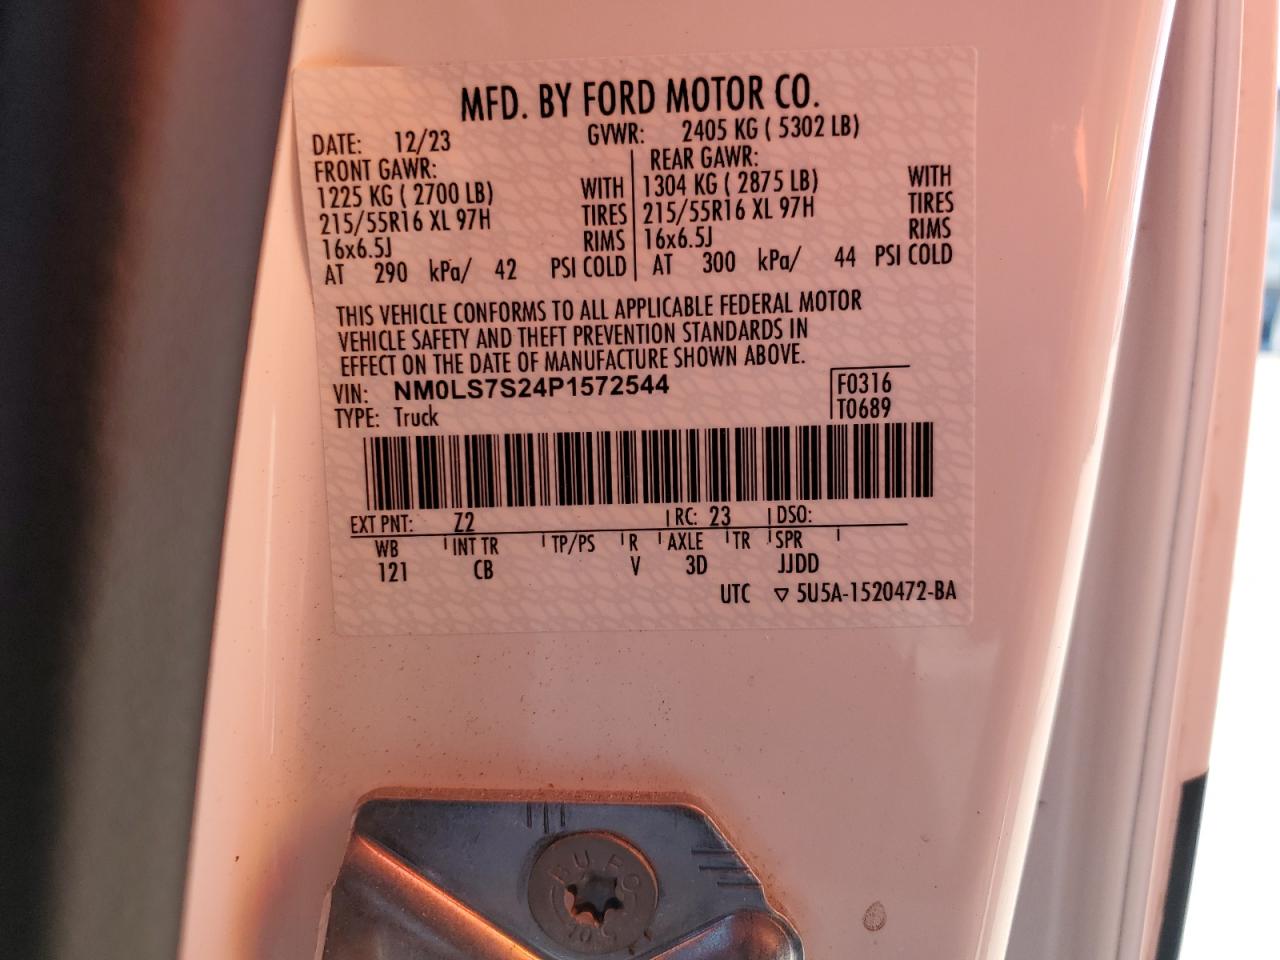 MFD. BY FORD MOTOR CO.
DATE: 12/23 GVWR: 2405 KG ( 5302 LB)
FRONT GAWR: REAR GAWR:
1225 KG ( 2700 LB) WITH 1304 KG ( 2875 LB) WITH
215/55R16 XL 97H TIRES 215/55R16 XL 97H TIRES
16x6.5J RIMS 16x6.5J RIMS
AT 290 kPa/ 42 PSI COLD AT 300 kPa/ 44 PSI COLD
THIS VEHICLE CONFORMS TO ALL APPLICABLE FEDERAL MOTOR
VEHICLE SAFETY AND THEFT PREVENTION STANDARDS IN
EFFECT ON THE DATE OF MANUFACTURE SHOWN ABOVE.
VIN: NM0LS7S24P1572544 F0316
TYPE: Truck T0689
EXT PNT: Z2 RC: 23 DSO:
WB INT TR TP/PS R AXLE TR SPR
121 CB V 3D JJDD
UTC ▽ 5U5A-1520472-BA